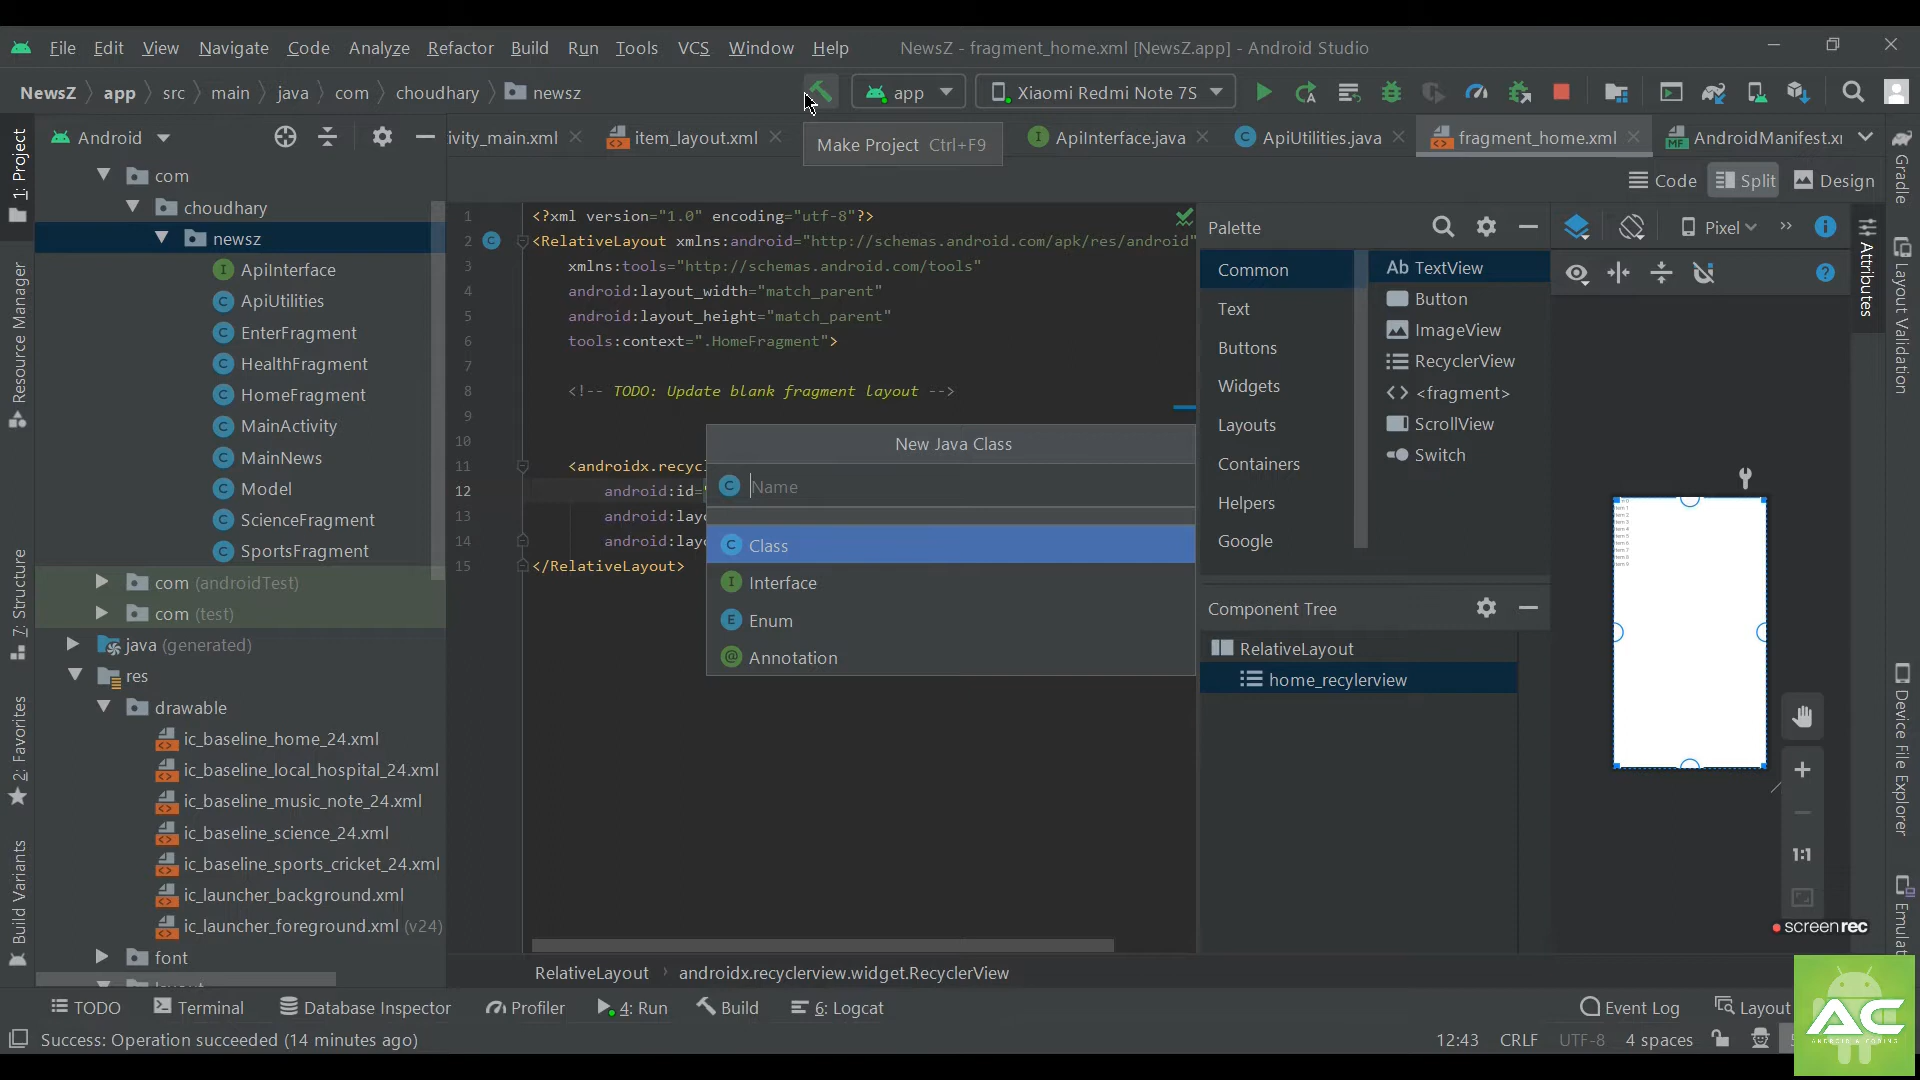 File Edit View Navigate Code Analyze Refactor Build Run Tools VCS Window Help NewsZ - fragment_home.xml [NewsZ.app] - Android Studio
NewsZ app src main java com choudhary newsz app Xiaomi Redmi Note 7S
Android ivity_main.xml item_layout.xml ApiInterface.java ApiUtilities.java fragment_home.xml AndroidManifest.x
Make Project Ctrl+F9
Code Split Design
1: Project
Resource Manager
7: Structure
2: Favorites
Build Variants
com
choudhary
newsz
ApiInterface
ApiUtilities
EnterFragment
HealthFragment
HomeFragment
MainActivity
MainNews
Model
ScienceFragment
SportsFragment
com (androidTest)
com (test)
java (generated)
res
drawable
ic_baseline_home_24.xml
ic_baseline_local_hospital_24.xml
ic_baseline_music_note_24.xml
ic_baseline_science_24.xml
ic_baseline_sports_cricket_24.xml
ic_launcher_background.xml
ic_launcher_foreground.xml (v24)
font
1 <?xml version="1.0" encoding="utf-8"?>
2 <RelativeLayout xmlns:android="http://schemas.android.com/apk/res/android"
3 xmlns:tools="http://schemas.android.com/tools"
4 android:layout_width="match_parent"
5 android:layout_height="match_parent"
6 tools:context=".HomeFragment">
7
8 <!-- TODO: Update blank fragment layout -->
9
10
11 <androidx.recycl
12 android:id="
13 android:layo
14 android:layo
15 </RelativeLayout>
New Java Class
Name
Class
Interface
Enum
Annotation
RelativeLayout androidx.recyclerview.widget.RecyclerView
Palette
Common
Text
Buttons
Widgets
Layouts
Containers
Helpers
Google
Ab TextView
Button
ImageView
RecyclerView
<fragment>
ScrollView
Switch
Component Tree
RelativeLayout
home_recylerview
Pixel
1:1
Attributes
Gradle
Layout Validation
Device File Explorer
Emulat
screenrec
TODO Terminal Database Inspector Profiler 4: Run Build 6: Logcat Event Log Layout
Success: Operation succeeded (14 minutes ago) 12:43 CRLF UTF-8 4 spaces
AC
ANDROID & CODING